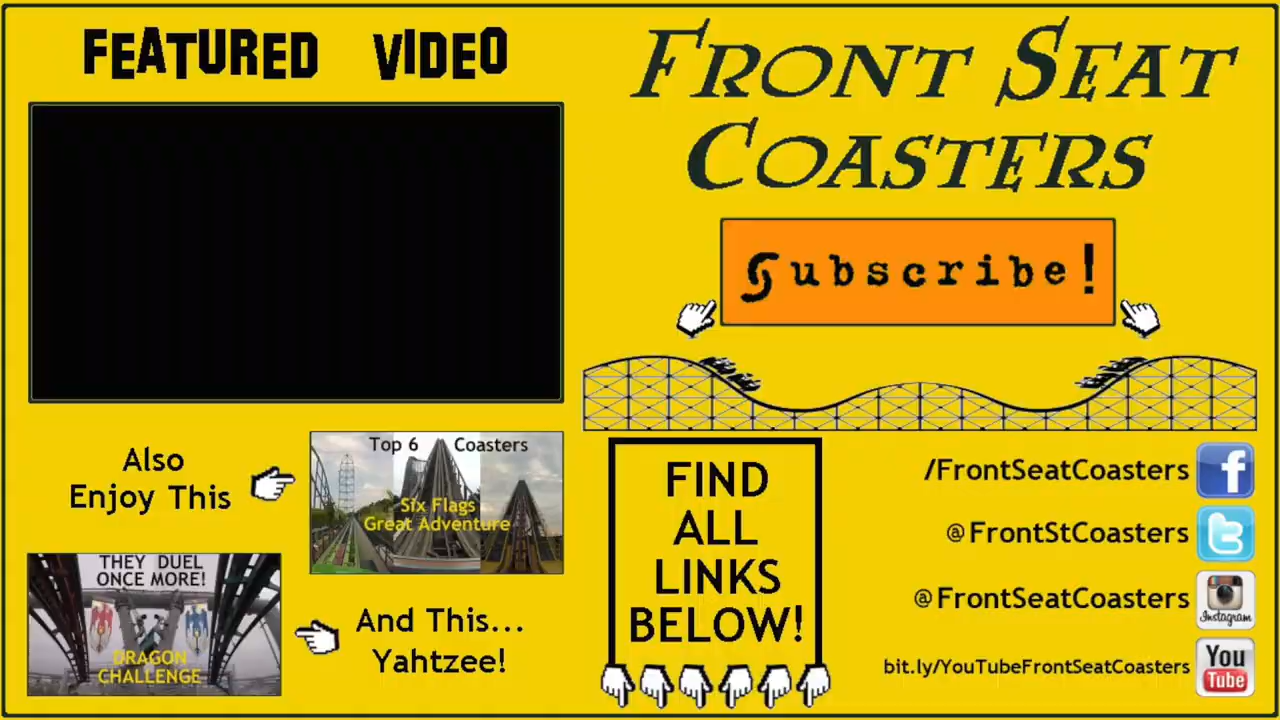 FEATURED VIDEO
FRONT SEAT
COASTERS
Subscribe!
Also
Enjoy This
Top 6 Coasters
Six Flags
Great Adventure
THEY DUEL
ONCE MORE!
DRAGON
CHALLENGE
And This...
Yahtzee!
FIND
ALL
LINKS
BELOW!
/FrontSeatCoasters
f
@FrontStCoasters
t
@FrontSeatCoasters
Instagram
bit.ly/YouTubeFrontSeatCoasters
You
Tube